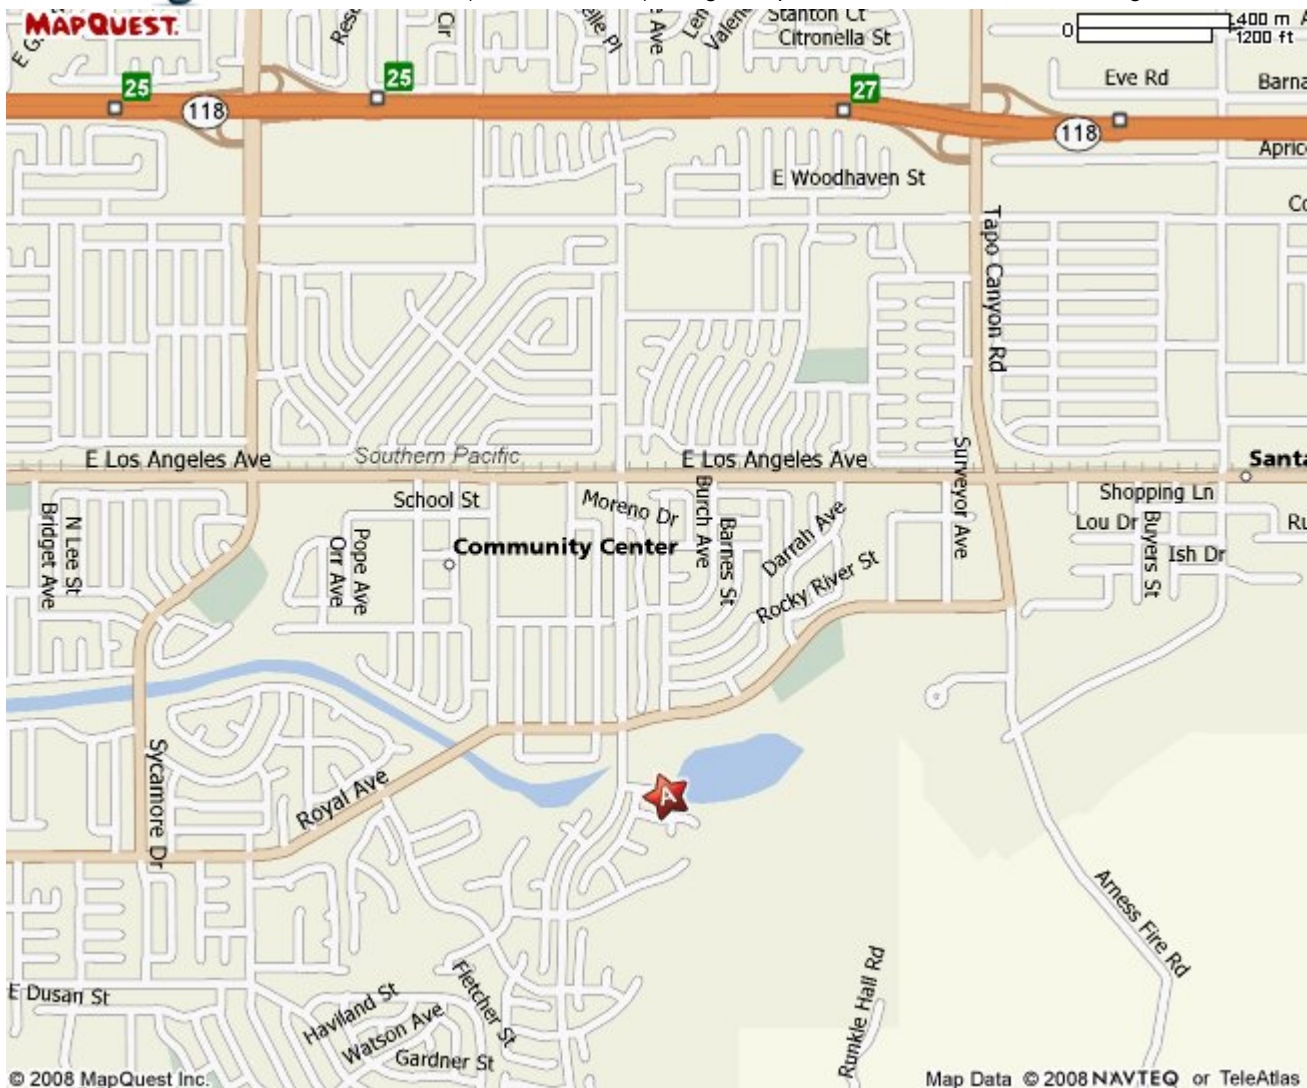 MAPQUEST.
Cir
Ave
Stanton Ct
Citronella St
0
400 m
1200 ft
Eve Rd
25
25
27
118
118
E Woodhaven St
Tapo Canyon Rd
E Los Angeles Ave
Southern Pacific
E Los Angeles Ave
Surveyor Ave
School St
Moreno Dr
Burch Ave
Barnes St
Darrah Ave
Rocky River St
Shopping Ln
Lou Dr
Buyers St
Ish Dr
N Lee St
Bridget Ave
Orr Ave
Pope Ave
Community Center
Sycamore Dr
Royal Ave
A
Arness Fire Rd
Runkle Hall Rd
E Dusan St
Haviland St
Watson Ave
Gardner St
Fletcher St
© 2008 MapQuest Inc.
Map Data © 2008 NAVTEQ or TeleAtlas